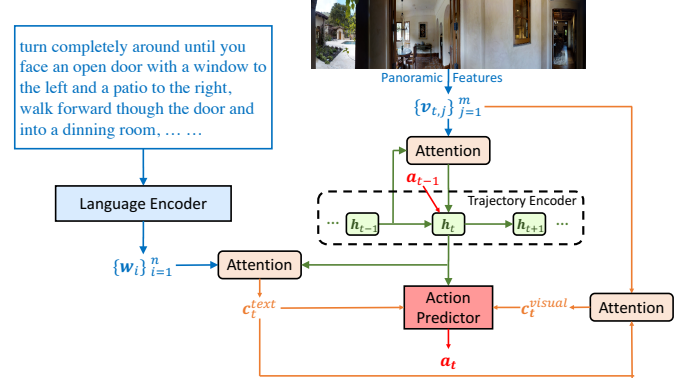 turn completely around until you
face an open door with a window to
the left and a patio to the right,
walk forward though the door and
into a dinning room, … …
Panoramic Features
{v_{t,j}}_{j=1}^{m}
Attention
a_{t-1}
Trajectory Encoder
Language Encoder
… h_{t-1} h_t h_{t+1} …
{w_i}_{i=1}^{n}
Attention
c_t^{text}
Action
Predictor
c_t^{visual}
Attention
a_t